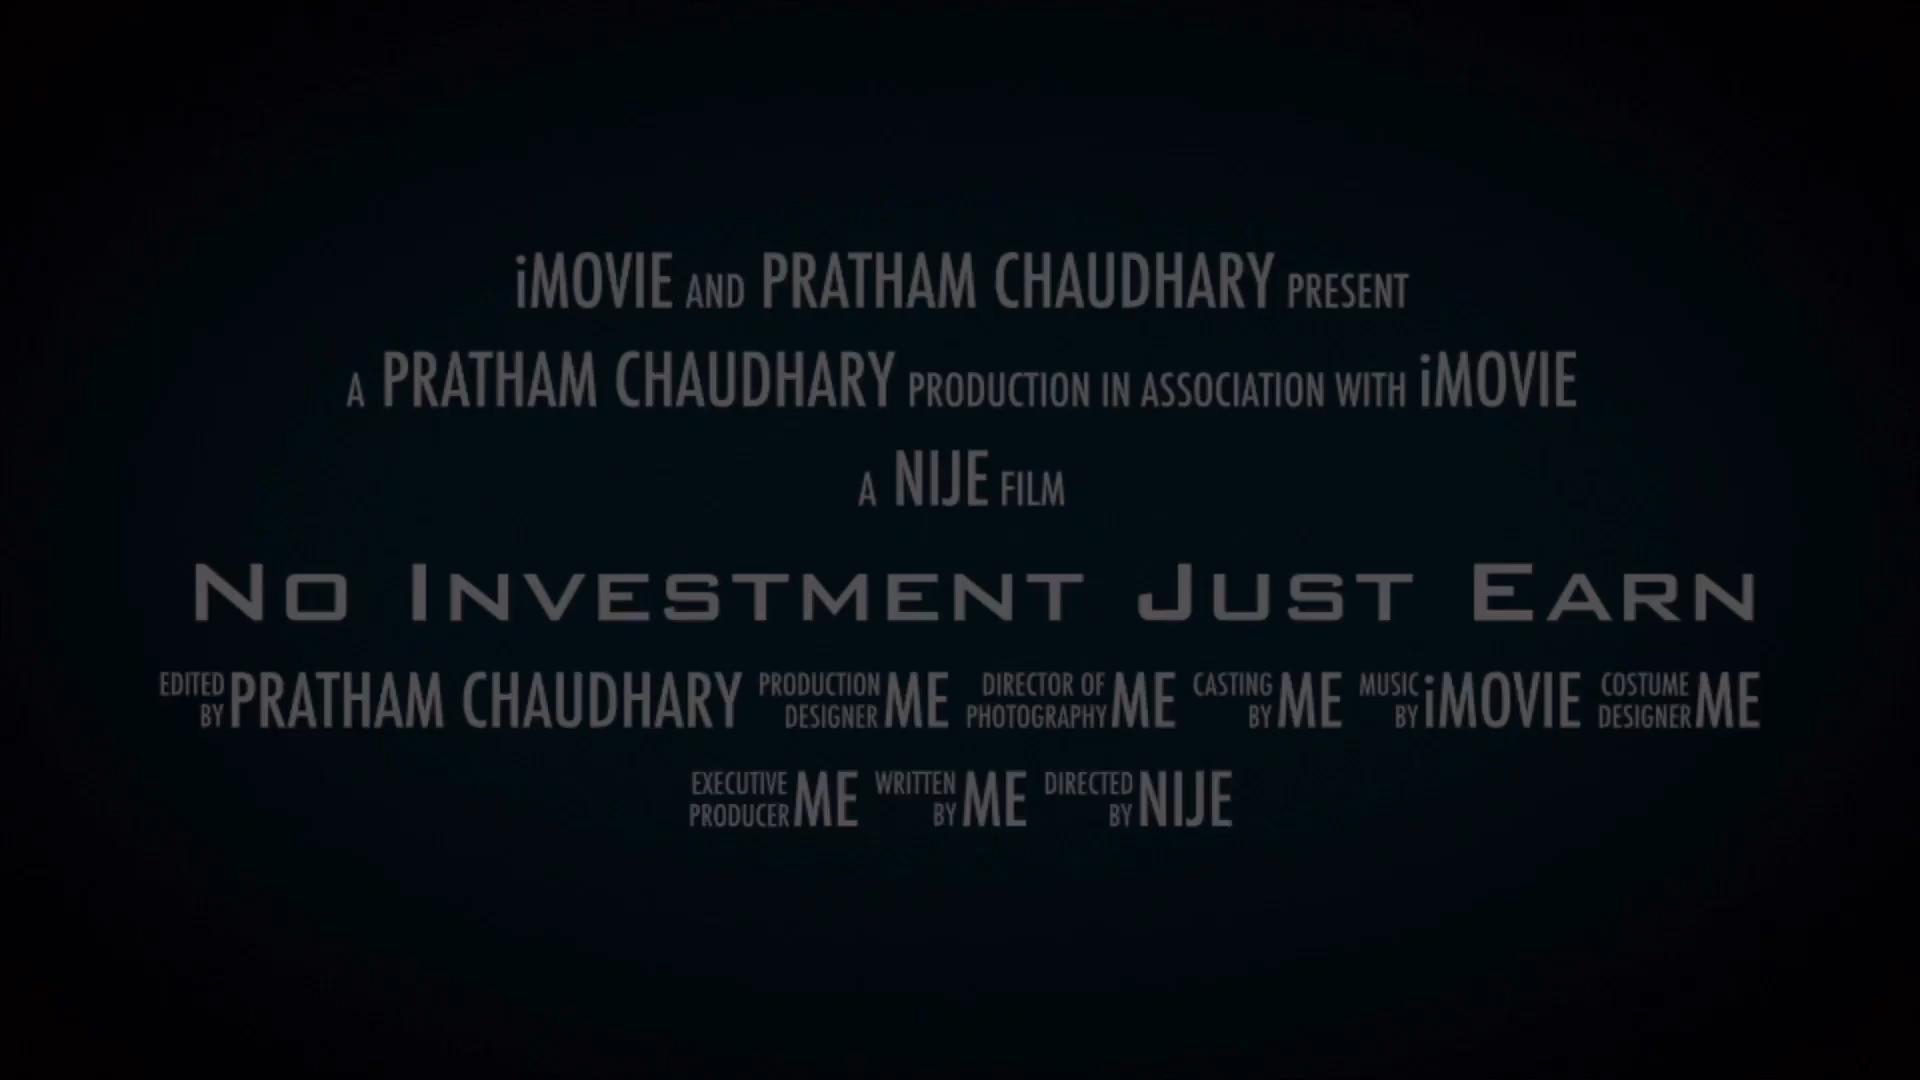 iMOVIE AND PRATHAM CHAUDHARY PRESENT
A PRATHAM CHAUDHARY PRODUCTION IN ASSOCIATION WITH iMOVIE
A NIJE FILM
NO INVESTMENT JUST EARN
EDITED BY PRATHAM CHAUDHARY PRODUCTION DESIGNER ME DIRECTOR OF PHOTOGRAPHY ME CASTING BY ME MUSIC BY iMOVIE COSTUME DESIGNER ME
EXECUTIVE PRODUCER ME WRITTEN BY ME DIRECTED BY NIJE